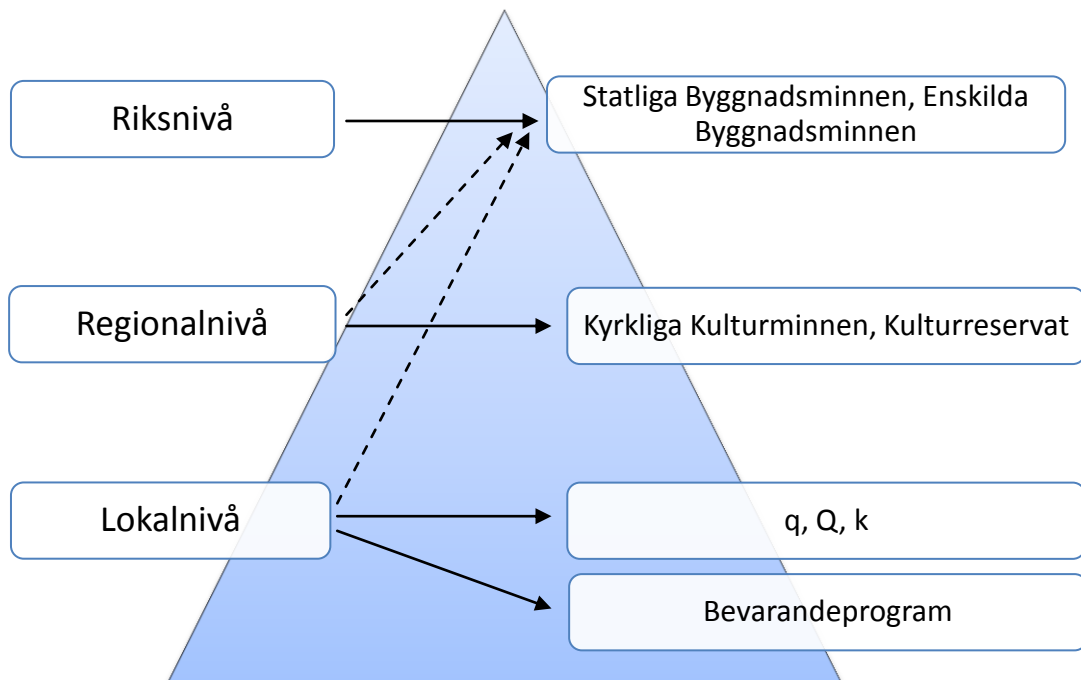 Riksnivå
Statliga Byggnadsminnen, Enskilda
Byggnadsminnen
Regionalnivå
Kyrkliga Kulturminnen, Kulturreservat
Lokalnivå
q, Q, k
Bevarandeprogram